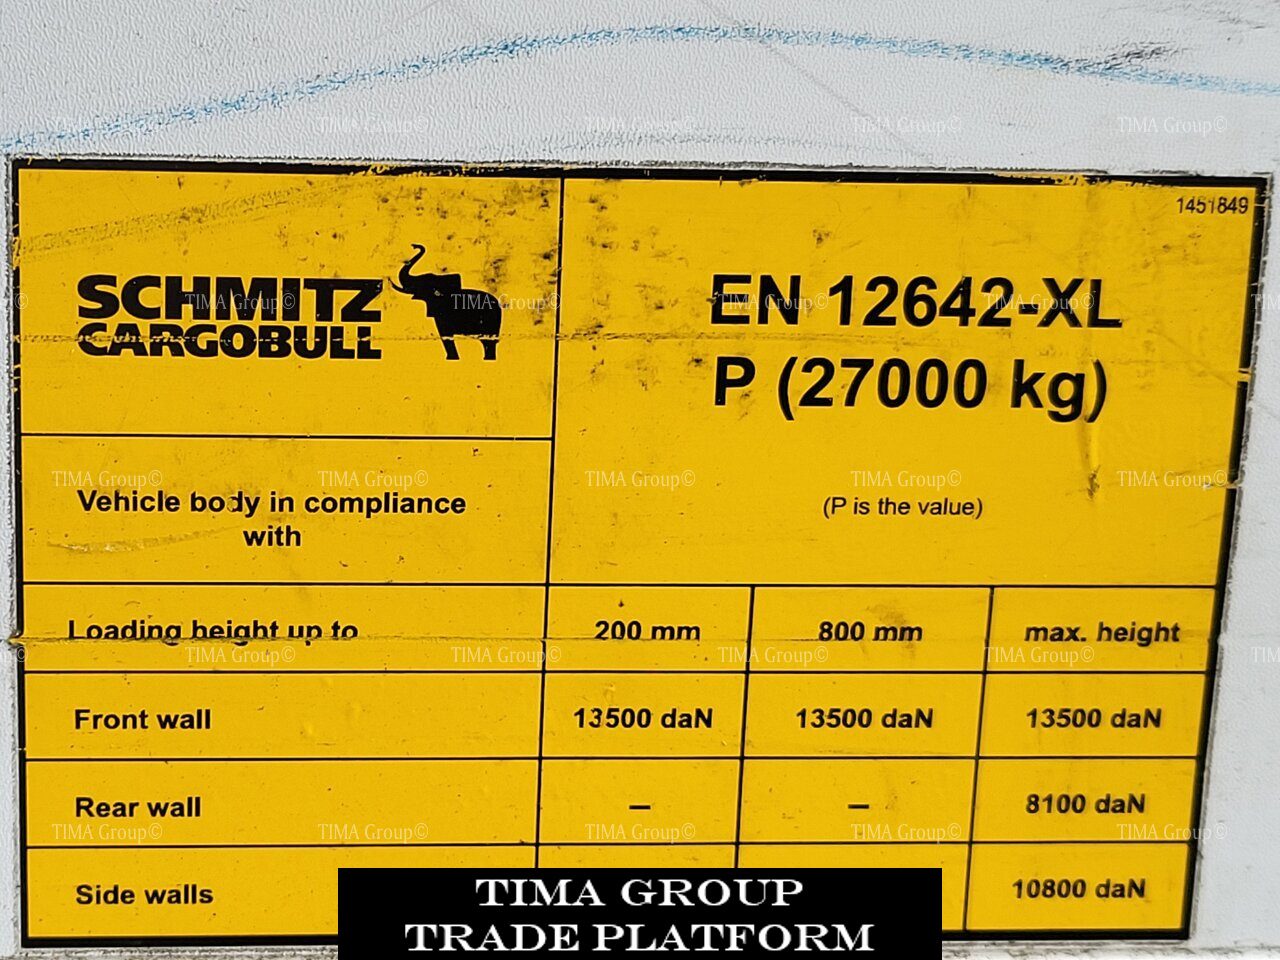 1451849
SCHMITZ
CARGOBULL
EN 12642-XL
P (27000 kg)
(P is the value)
Vehicle body in compliance
with
Loading height up to 200 mm 800 mm max. height
Front wall 13500 daN 13500 daN 13500 daN
Rear wall – – 8100 daN
Side walls 10800 daN
TIMA GROUP
TRADE PLATFORM
TIMA Group©